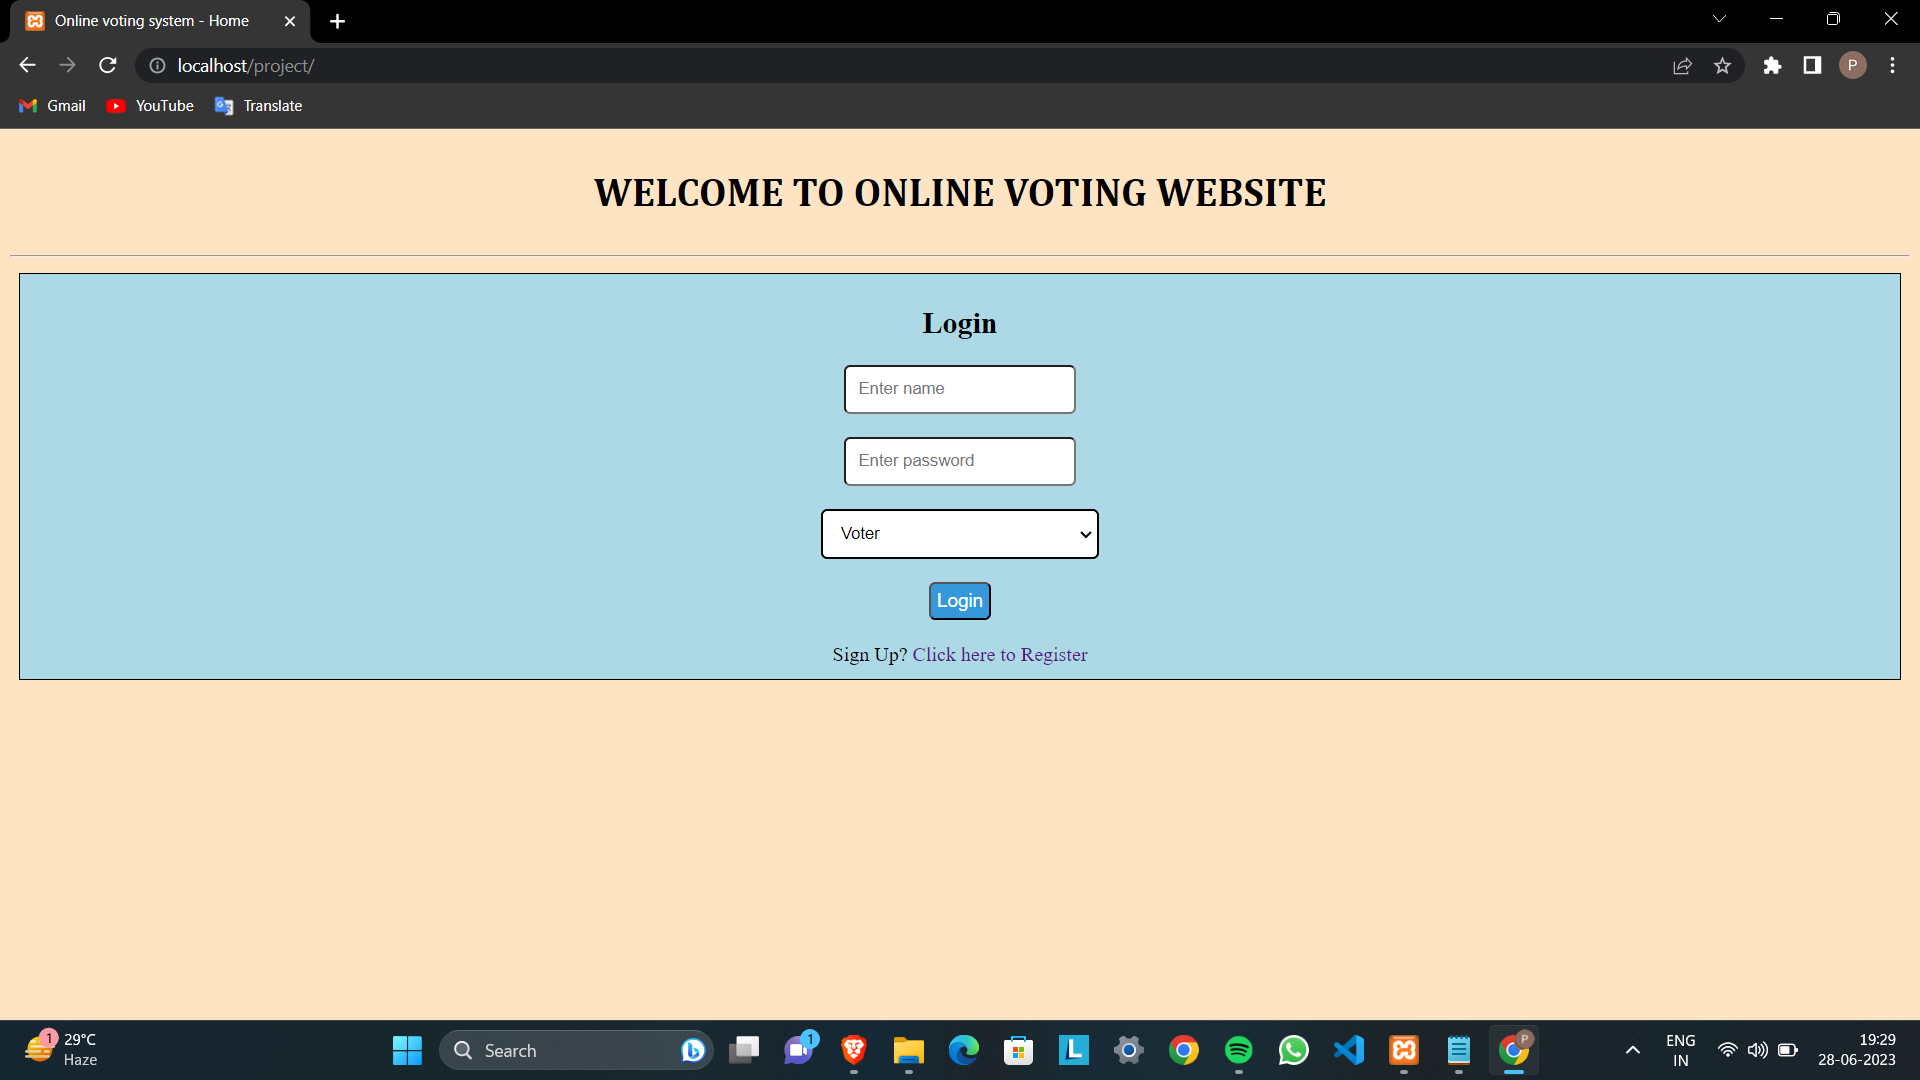 Online voting system - Home
localhost/project/
P
Gmail
YouTube
Translate
WELCOME TO ONLINE VOTING WEBSITE
Login
Enter name
Enter password
Voter
Login
Sign Up? Click here to Register
1
29°C
Haze
Search
1
L
P
ENG
IN
19:29
28-06-2023